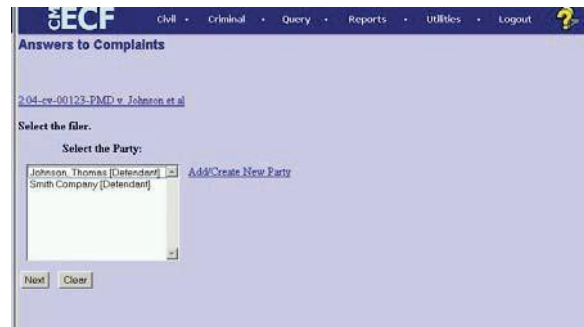 CM ECF Civil • Criminal • Query • Reports • Utilities • Logout ?
Answers to Complaints
2:04-cv-00123-PMD v. Johnson et al
Select the filer.
Select the Party:
Johnson, Thomas [Defendant] Add/Create New Party
Smith Company [Defendant]
Next Clear